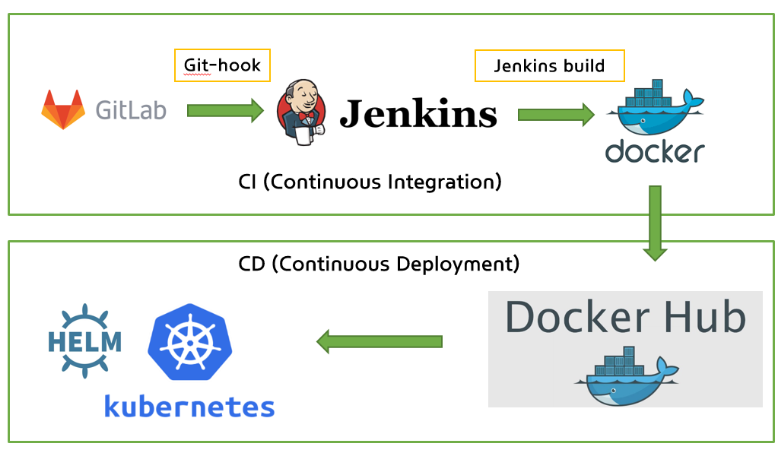 Git-hook
Jenkins build
GitLab
Jenkins
docker
CI (Continuous Integration)
CD (Continuous Deployment)
HELM
kubernetes
Docker Hub